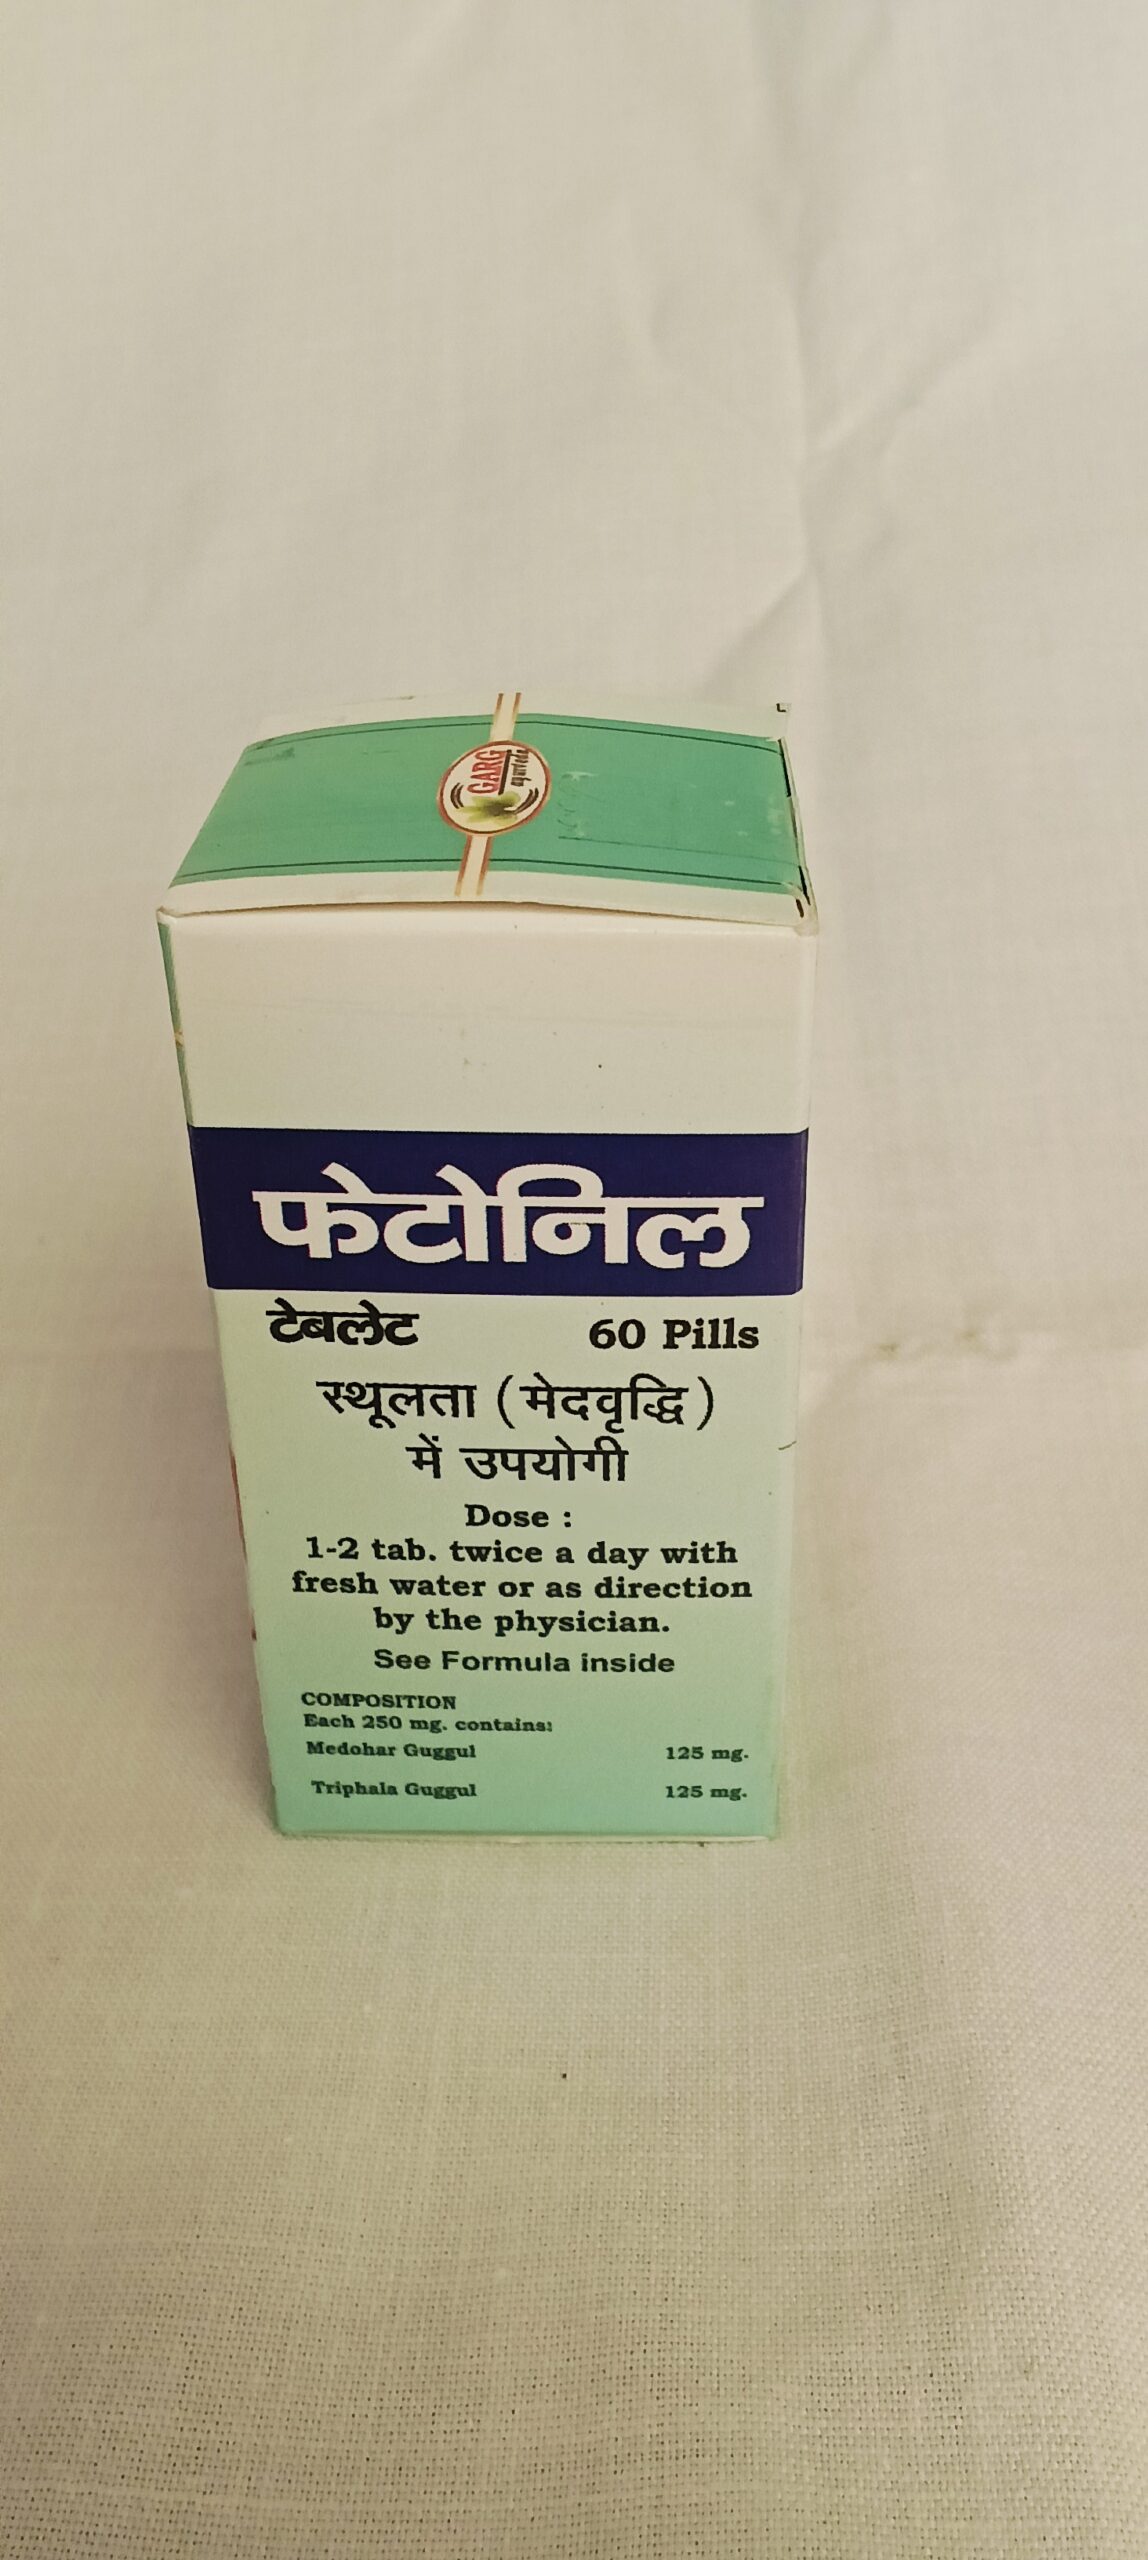 GARG
ayurveda
फेटोनिल
टेबलेट 60 Pills
स्थूलता (मेदवृद्धि)
में उपयोगी
Dose :
1-2 tab. twice a day with
fresh water or as direction
by the physician.
See Formula inside
COMPOSITION
Each 250 mg. contains:
Medohar Guggul 125 mg.
Triphala Guggul 125 mg.